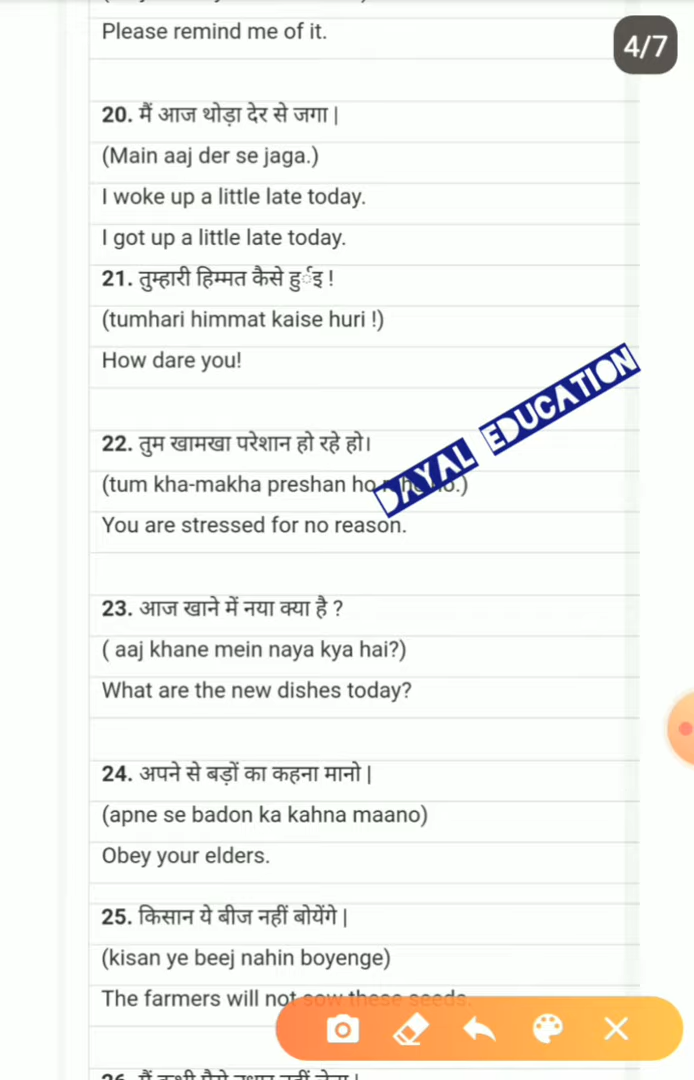 Please remind me of it.
4/7
20. मैं आज थोड़ा देर से जगा |
(Main aaj der se jaga.)
I woke up a little late today.
I got up a little late today.
21. तुम्हारी हिम्मत कैसे हुर्इ !
(tumhari himmat kaise huri !)
How dare you!
22. तुम खामखा परेशान हो रहे हो।
(tum kha-makha preshan ho
DAYAL EDUCATION
You are stressed for no reason.
23. आज खाने में नया क्या है ?
( aaj khane mein naya kya hai?)
What are the new dishes today?
24. अपने से बड़ों का कहना मानो |
(apne se badon ka kahna maano)
Obey your elders.
25. किसान ये बीज नहीं बोयेंगे |
(kisan ye beej nahin boyenge)
The farmers will not sow these seeds.